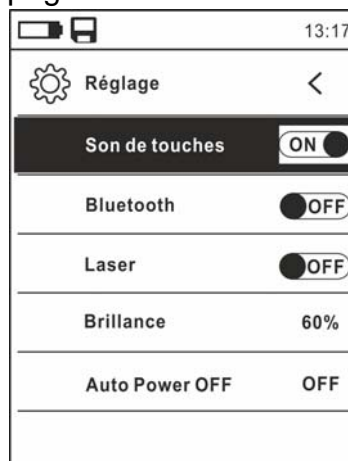 13:17
Réglage <
Son de touches ON
Bluetooth OFF
Laser OFF
Brillance 60%
Auto Power OFF OFF